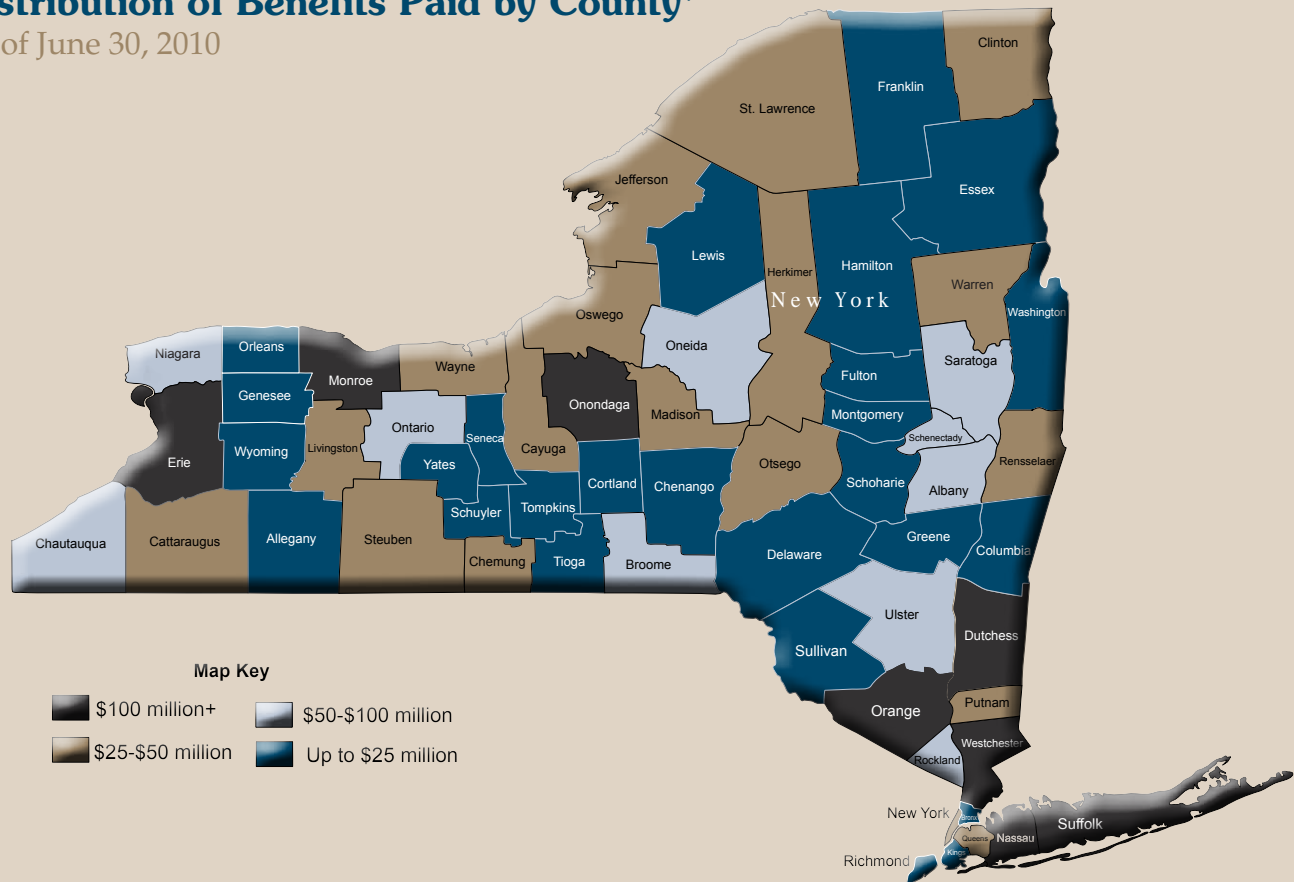 stribution of Benefits Paid by County*
of June 30, 2010
Clinton
Franklin
St. Lawrence
Essex
Jefferson
Lewis
Hamilton
Herkimer
Warren
New York
Washington
Oswego
Oneida
Saratoga
Niagara
Orleans
Wayne
Monroe
Fulton
Genesee
Onondaga
Madison
Montgomery
Ontario
Seneca
Schenectady
Livingston
Cayuga
Wyoming
Erie
Yates
Otsego
Rensselaer
Cortland
Chenango
Schoharie
Albany
Schuyler
Tompkins
Chautauqua
Cattaraugus
Allegany
Steuben
Greene
Columbia
Delaware
Chemung
Tioga
Broome
Ulster
Dutchess
Sullivan
Putnam
Orange
Westchester
Rockland
Map Key
$100 million+
$50-$100 million
$25-$50 million
Up to $25 million
New York
Bronx
Suffolk
Queens
Nassau
Kings
Richmond